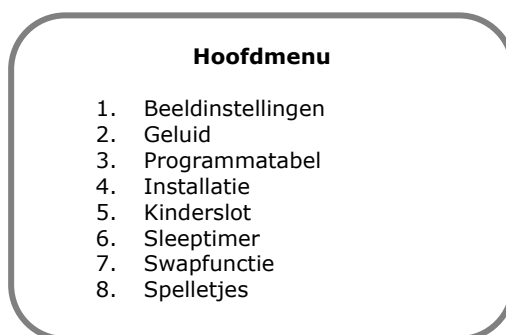 Hoofdmenu
1. Beeldinstellingen
2. Geluid
3. Programmatabel
4. Installatie
5. Kinderslot
6. Sleeptimer
7. Swapfunctie
8. Spelletjes